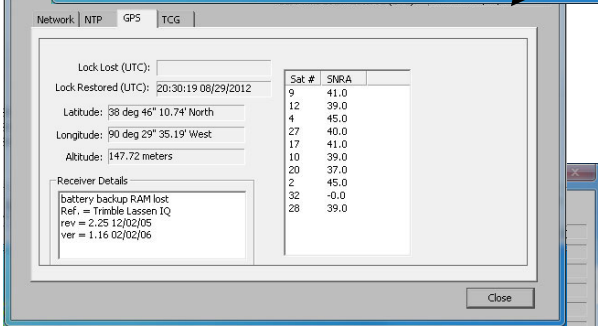 Network NTP GPS TCG
Lock Lost (UTC):
Lock Restored (UTC): 20:30:19 08/29/2012
Latitude: 38 deg 46" 10.74' North
Longitude: 90 deg 29" 35.19' West
Altitude: 147.72 meters
Receiver Details
battery backup RAM lost
Ref. = Trimble Lassen IQ
rev = 2.25 12/02/05
ver = 1.16 02/02/06
Sat # SNRA
9 41.0
12 39.0
4 45.0
27 40.0
17 41.0
10 39.0
20 37.0
2 45.0
32 -0.0
28 39.0
Close